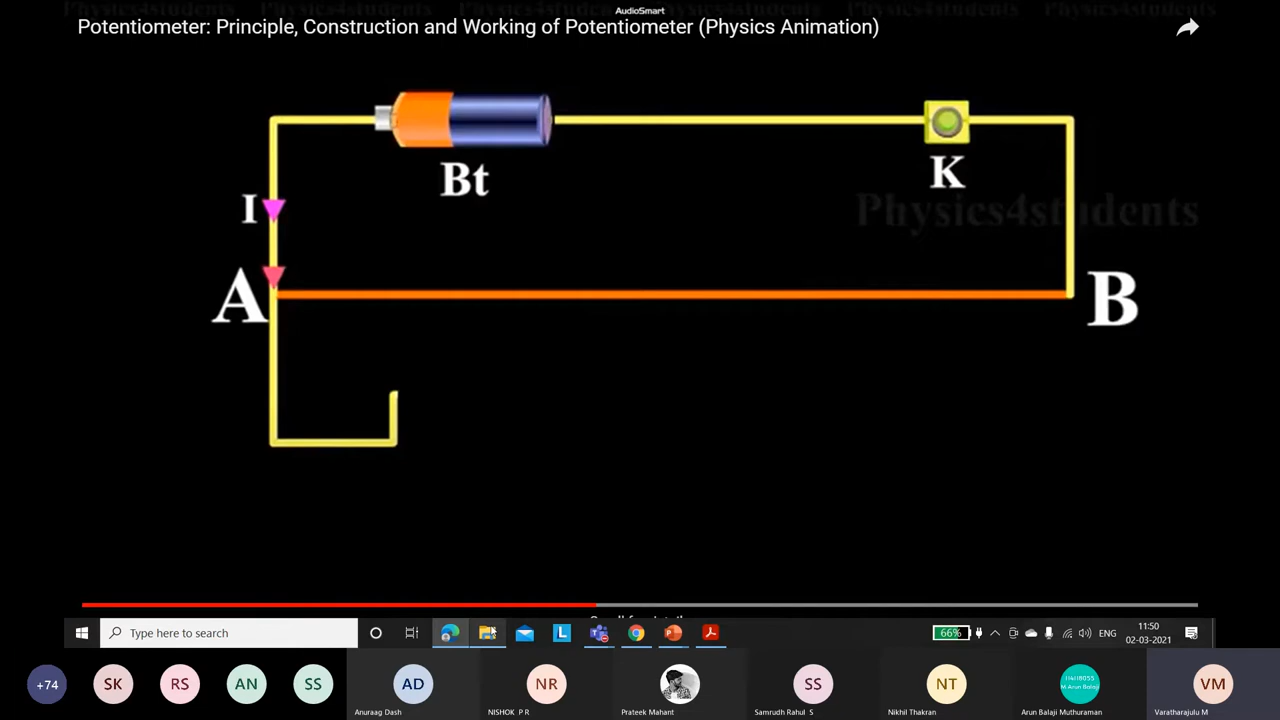 AudioSmart
Potentiometer: Principle, Construction and Working of Potentiometer (Physics Animation)
Bt
K
Physics4students
I
A
B
Type here to search
L
66%
ENG
11:50
02-03-2021
+74
SK
RS
AN
SS
AD
NR
SS
NT
M Arun Balaji
VM
Anuraag Dash
NISHOK P R
Prateek Mahant
Samrudh Rahul S
Nikhil Thakran
Arun Balaji Muthuraman
Varatharajulu M